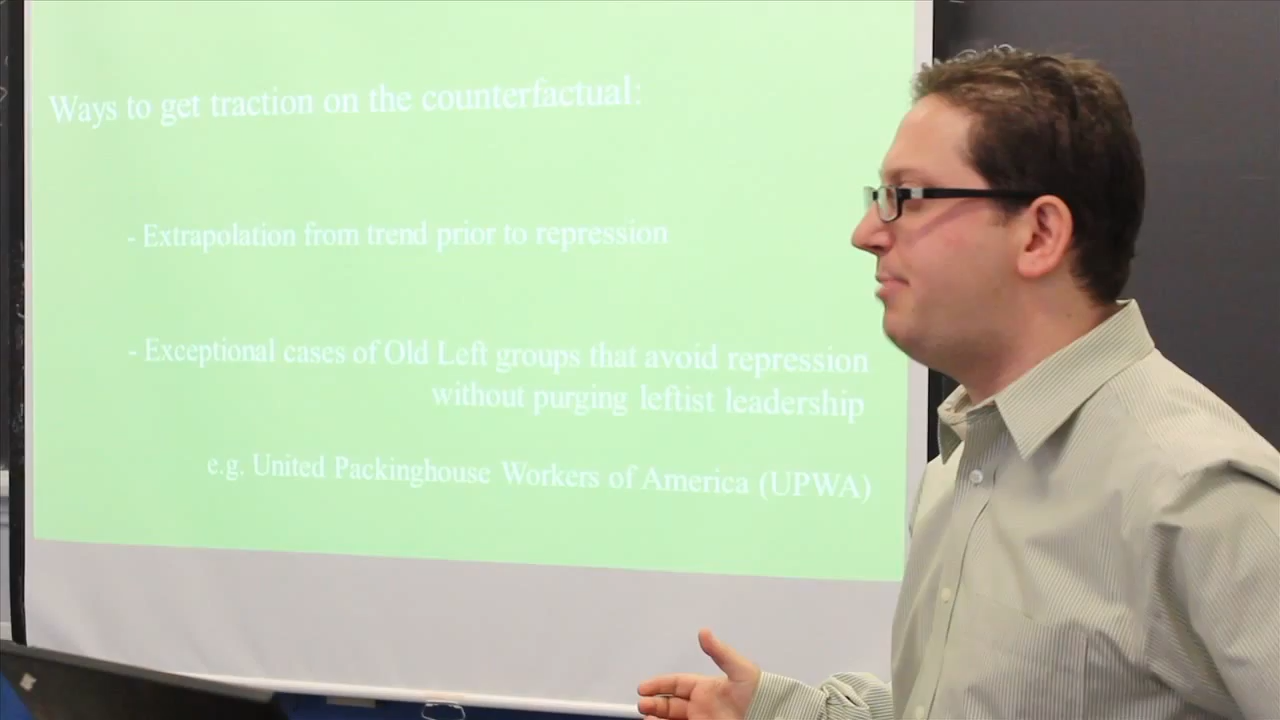 Ways to get traction on the counterfactual:
- Extrapolation from trend prior to repression
- Exceptional cases of Old Left groups that avoid repression
without purging leftist leadership
e.g. United Packinghouse Workers of America (UPWA)